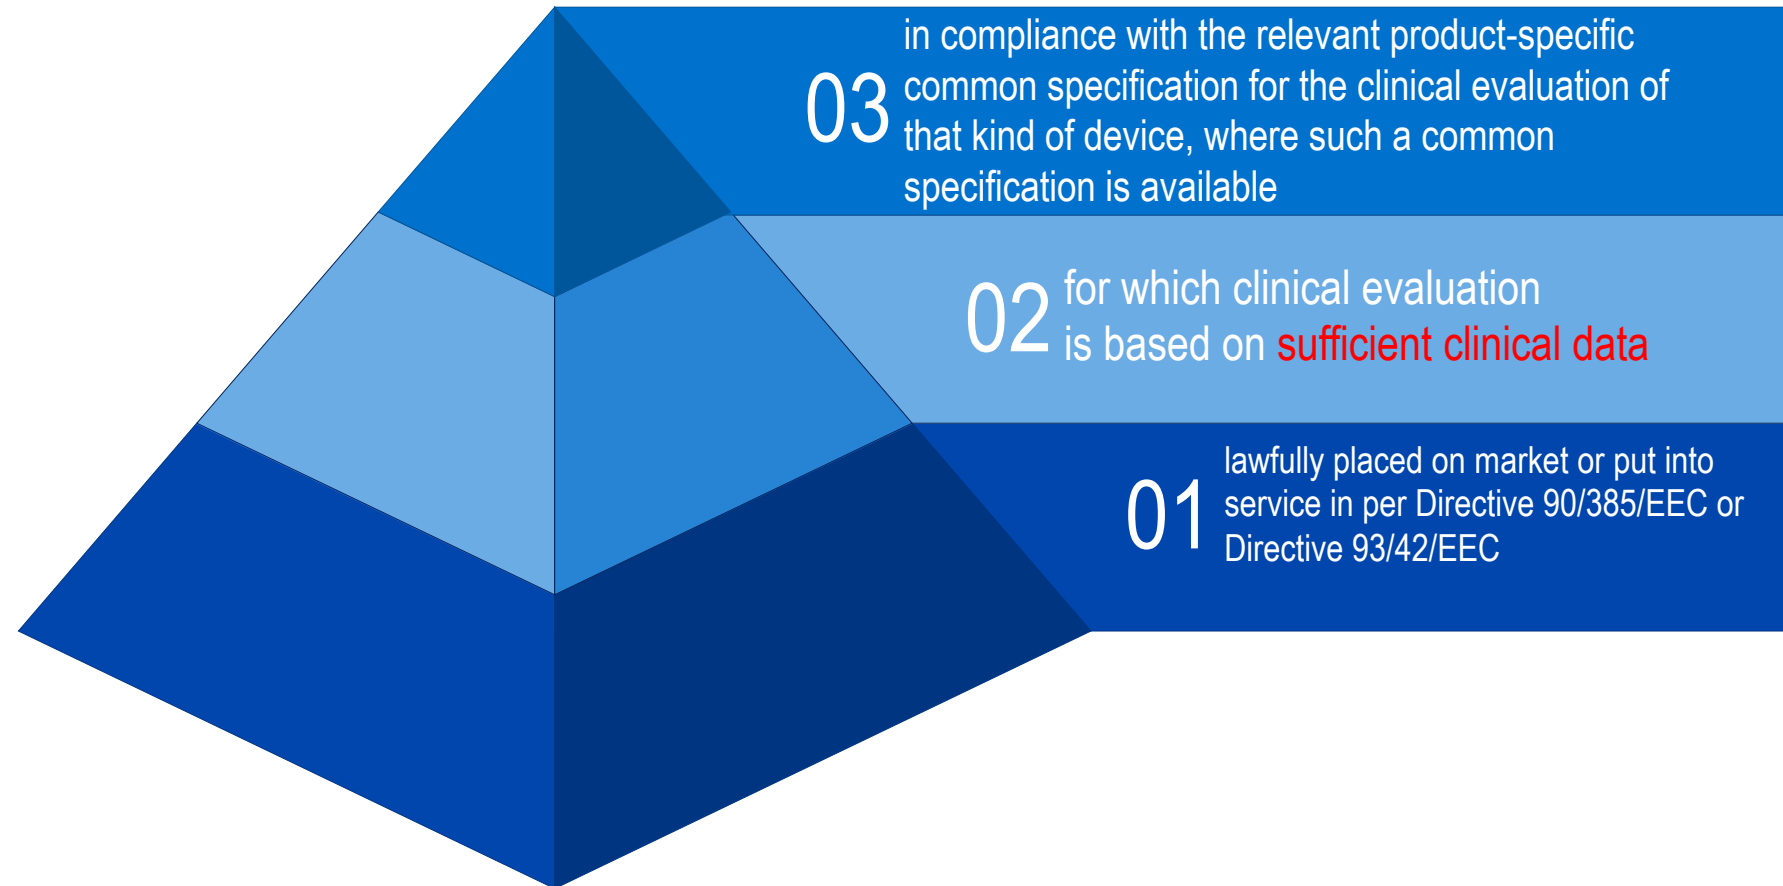 03
in compliance with the relevant product-specific
common specification for the clinical evaluation of
that kind of device, where such a common
specification is available
02
for which clinical evaluation
is based on sufficient clinical data
01
lawfully placed on market or put into
service in per Directive 90/385/EEC or
Directive 93/42/EEC